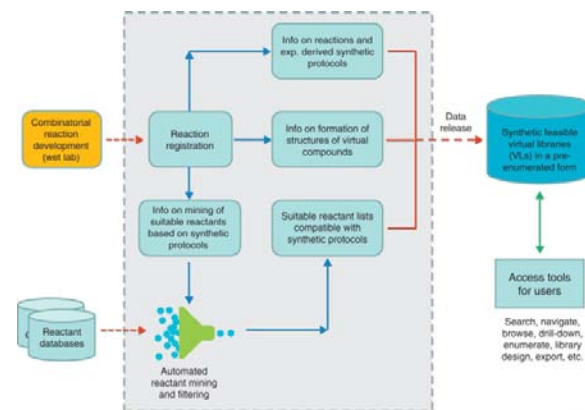 Info on reactions and
exp. derived synthetic
protocols
Combinatorial
reaction
development
(wet lab)
Reaction
registration
Info on formation of
structures of virtual
compounds
Data
release
Synthetic feasible
virtual libraries
(VLs) in a pre-
enumerated form
Info on mining of
suitable reactants
based on synthetic
protocols
Suitable reactant lists
compatible with
synthetic protocols
Access tools
for users
Search, navigate,
browse, drill-down,
enumerate, library
design, export, etc.
Reactant
databases
Automated
reactant mining
and filtering